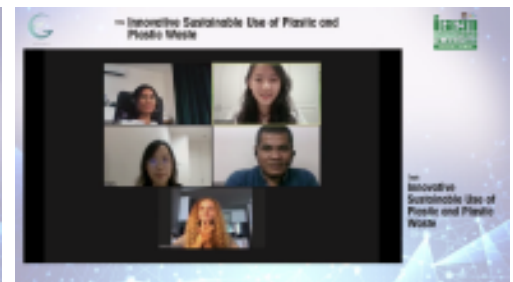 Innovative Sustainable Use of Plastic and
Plastic Waste
Innovative
Sustainable Use of
Plastic and Plastic
Waste